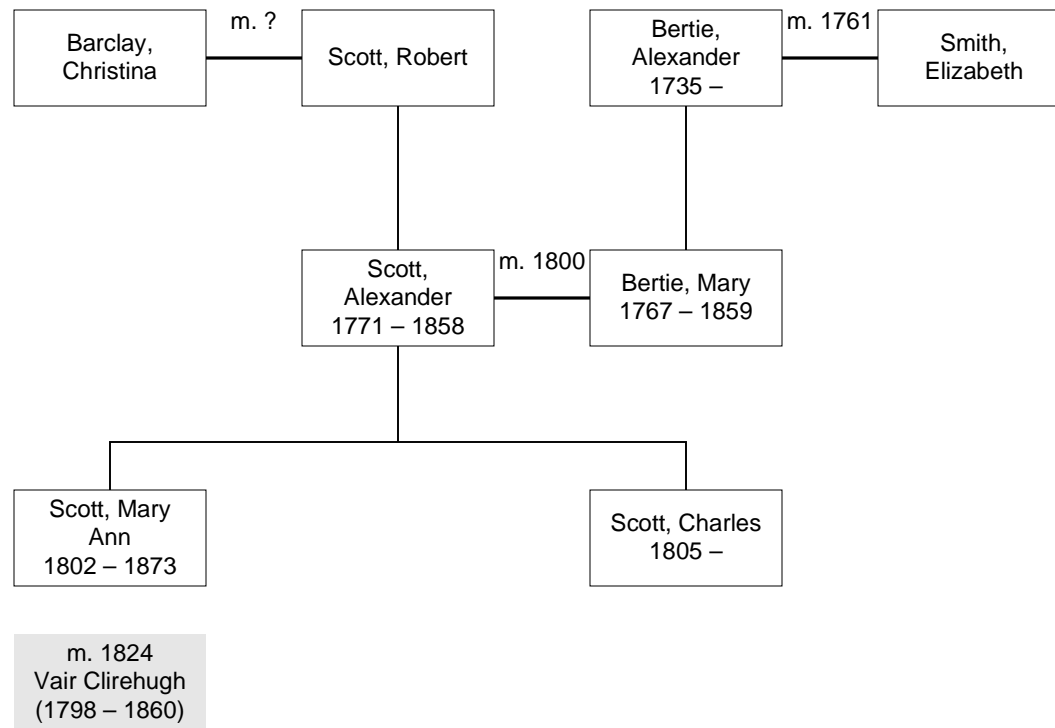 m. ?
m. 1761
Barclay,
Christina
Scott, Robert
Bertie,
Alexander
1735 –
Smith,
Elizabeth
Scott,
Alexander
1771 – 1858
m. 1800
Bertie, Mary
1767 – 1859
Scott, Mary
Ann
1802 – 1873
Scott, Charles
1805 –
m. 1824
Vair Clirehugh
(1798 – 1860)